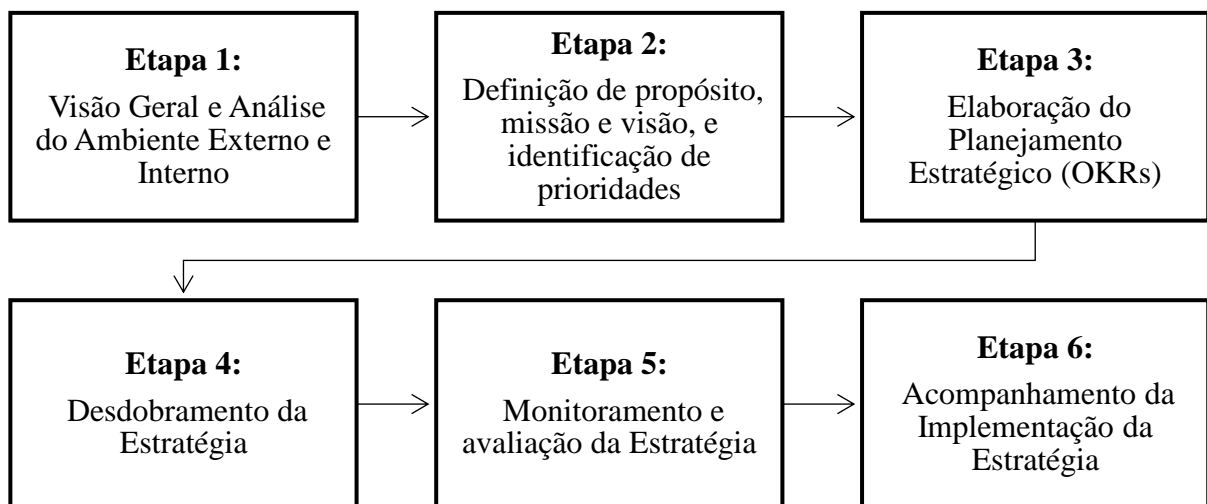 Etapa 1:
Visão Geral e Análise
do Ambiente Externo e
Interno
Etapa 2:
Definição de propósito,
missão e visão, e
identificação de
prioridades
Etapa 3:
Elaboração do
Planejamento
Estratégico (OKRs)
Etapa 4:
Desdobramento da
Estratégia
Etapa 5:
Monitoramento e
avaliação da Estratégia
Etapa 6:
Acompanhamento da
Implementação da
Estratégia